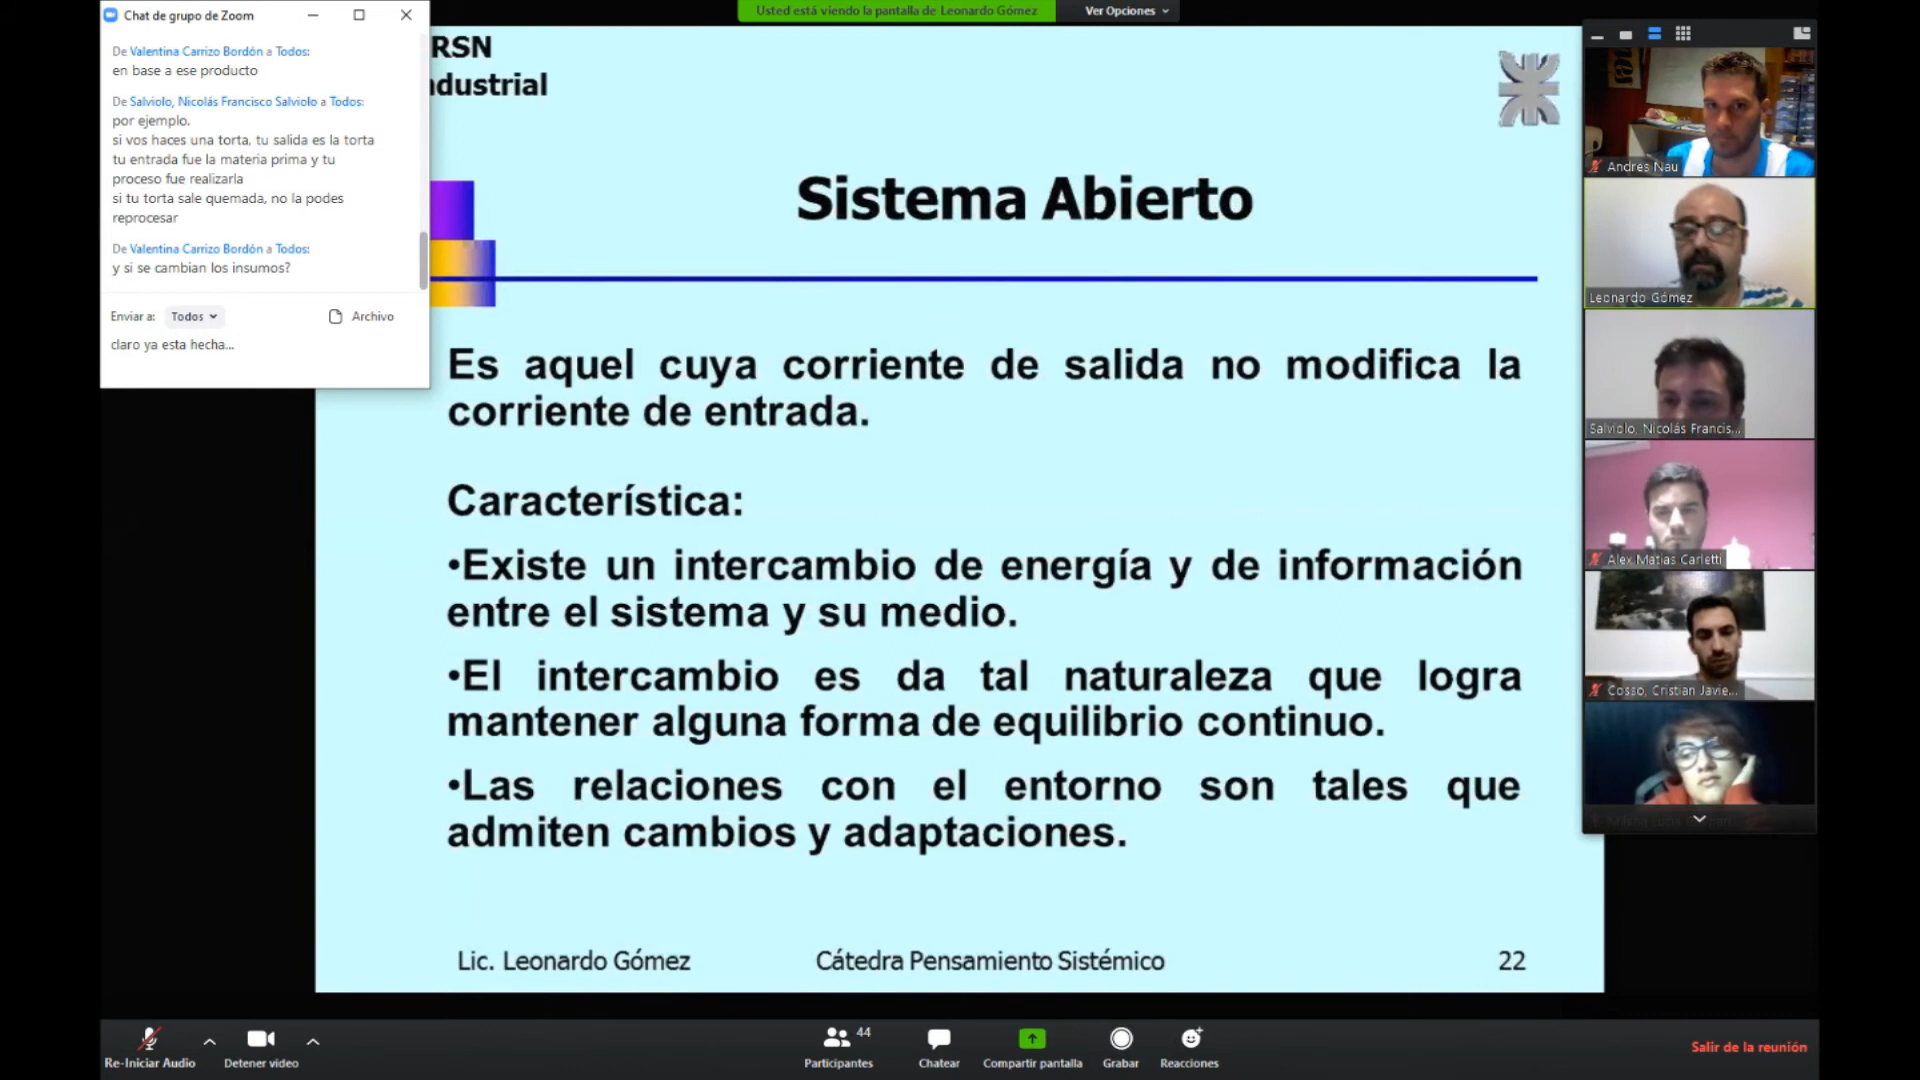 Chat de grupo de Zoom
De Valentina Carrizo Bordón a Todos:
en base a ese producto
De Salviolo, Nicolás Francisco Salviolo a Todos:
por ejemplo.
si vos haces una torta, tu salida es la torta
tu entrada fue la materia prima y tu
proceso fue realizarla
si tu torta sale quemada, no la podes
reprocesar
De Valentina Carrizo Bordón a Todos:
y si se cambian los insumos?
Enviar a: Todos
Archivo
claro ya esta hecha...
Usted está viendo la pantalla de Leonardo Gómez
Ver Opciones
RSN
ndustrial
Sistema Abierto
Es aquel cuya corriente de salida no modifica la
corriente de entrada.
Característica:
•Existe un intercambio de energía y de información
entre el sistema y su medio.
•El intercambio es da tal naturaleza que logra
mantener alguna forma de equilibrio continuo.
•Las relaciones con el entorno son tales que
admiten cambios y adaptaciones.
Lic. Leonardo Gómez
Cátedra Pensamiento Sistémico
22
Andres Nau
Leonardo Gómez
Salviolo, Nicolás Francis...
Alex Matias Carletti
Cosso, Cristian Javie...
Re-Iniciar Audio
Detener video
44
Participantes
Chatear
Compartir pantalla
Grabar
Reacciones
Salir de la reunión